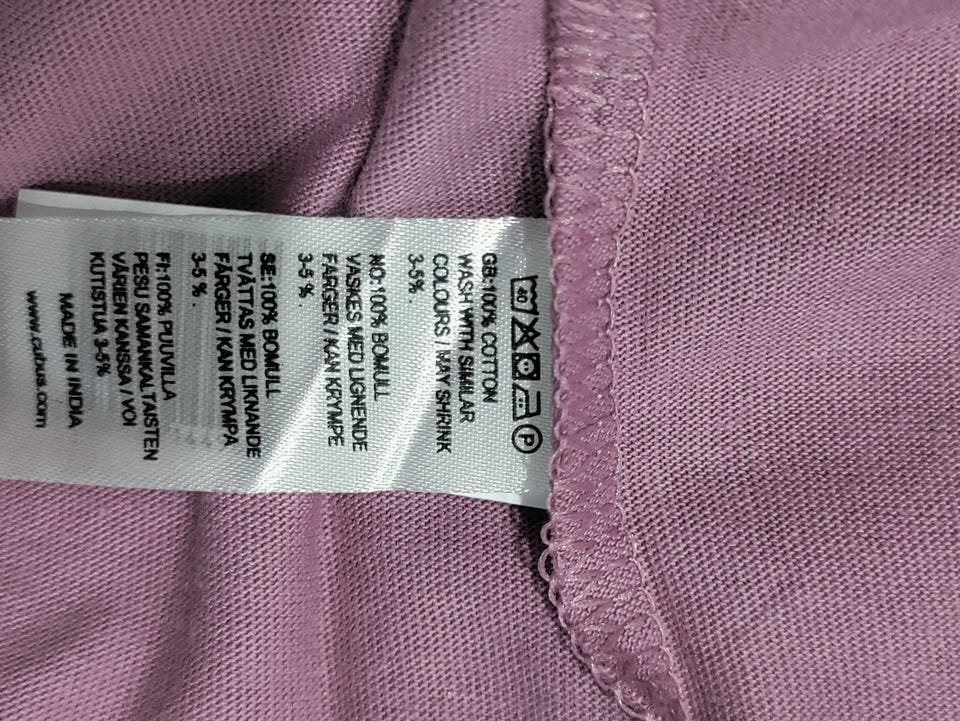 40 P
GB:100% COTTON
WASH WITH SIMILAR
COLOURS / MAY SHRINK
3-5% .
NO:100% BOMULL
VASKES MED LIGNENDE
FARGER / KAN KRYMPE
3-5 % .
SE:100% BOMULL
TVÄTTAS MED LIKNANDE
FÄRGER / KAN KRYMPA
3-5 % .
FI:100% PUUVILLA
PESU SAMANKALTAISTEN
VÄRIEN KANSSA / VOI
KUTISTUA 3-5%
MADE IN INDIA
www.cubus.com